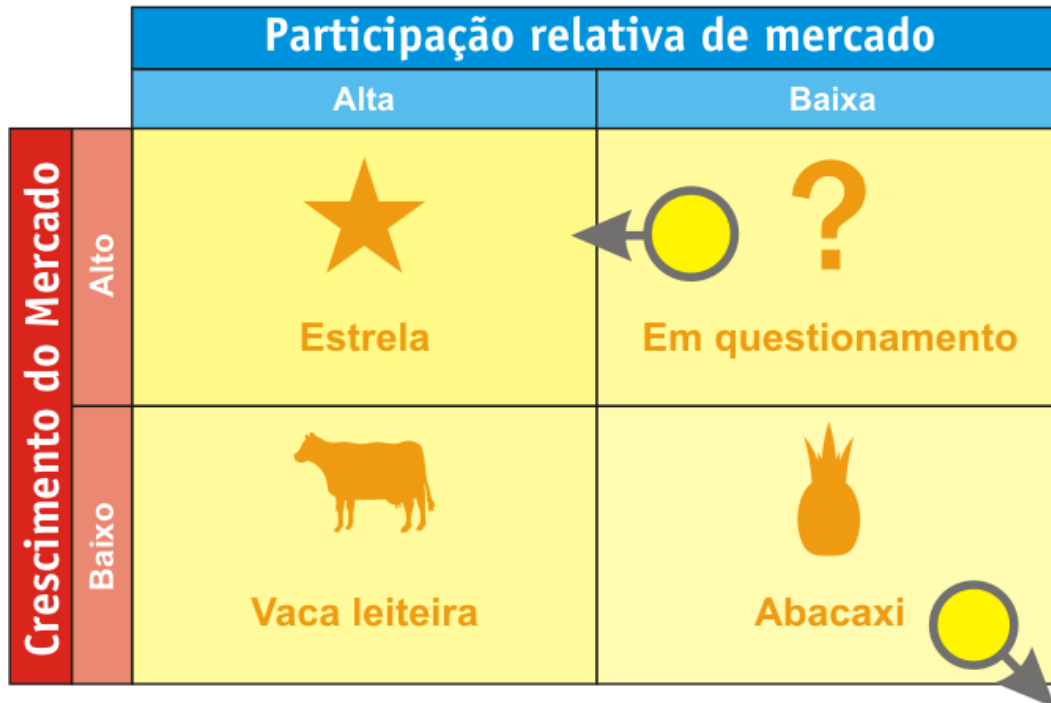 Participação relativa de mercado
Alta
Baixa
Crescimento do Mercado
Alto
?
Estrela
Em questionamento
Baixo
Vaca leiteira
Abacaxi